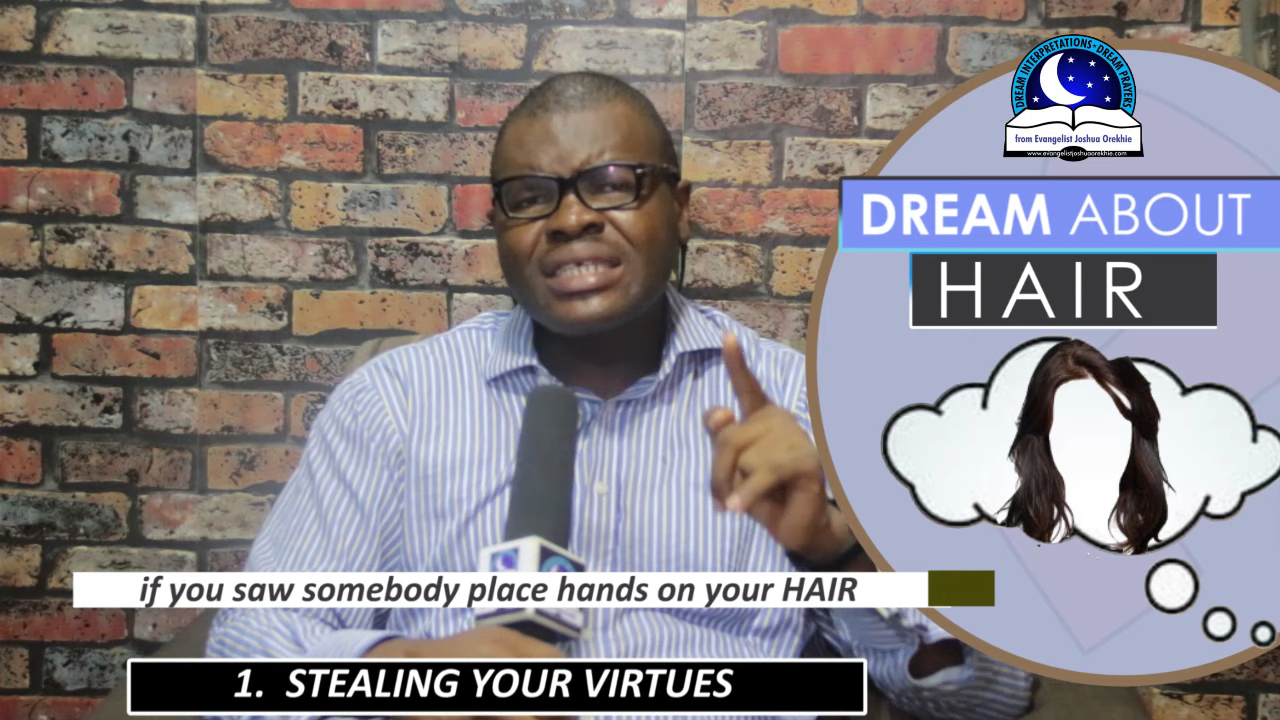 DREAM INTERPRETATIONS • DREAM PRAYERS
from Evangelist Joshua Orekhie
www.evangelistjoshuaorekhie.com
DREAM ABOUT
HAIR
if you saw somebody place hands on your HAIR
1. STEALING YOUR VIRTUES